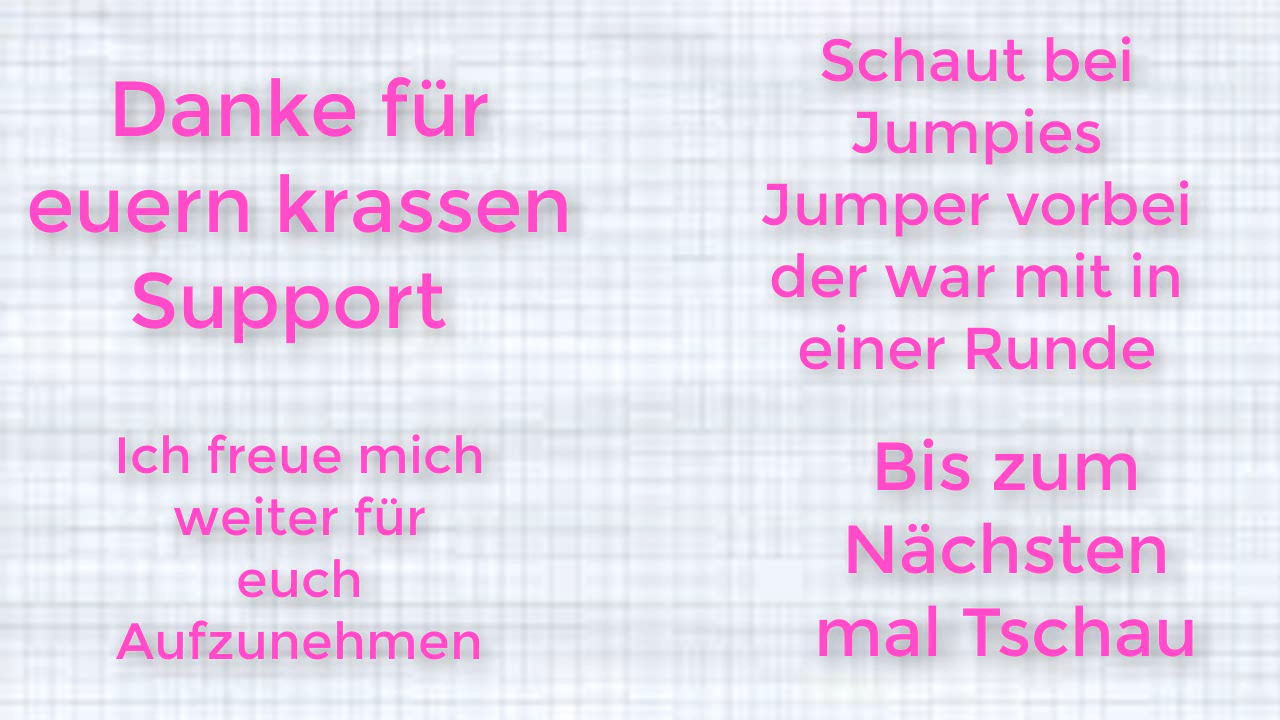 Danke für
euern krassen
Support
Schaut bei
Jumpies
Jumper vorbei
der war mit in
einer Runde
Ich freue mich
weiter für
euch
Aufzunehmen
Bis zum
Nächsten
mal Tschau